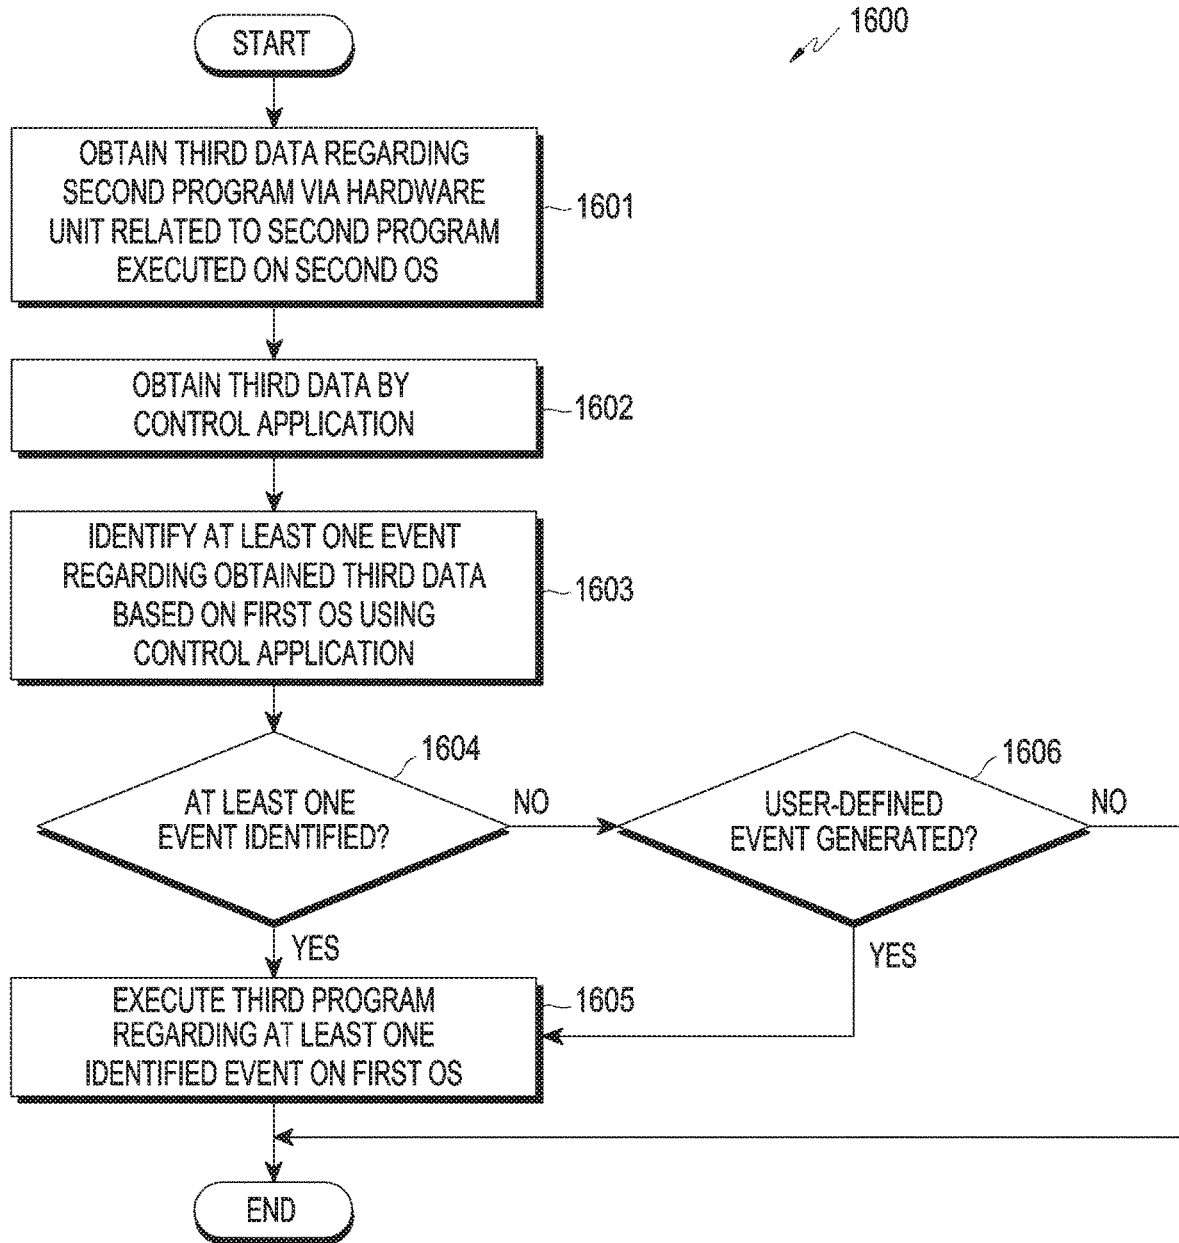 1600
START
OBTAIN THIRD DATA REGARDING
SECOND PROGRAM VIA HARDWARE
UNIT RELATED TO SECOND PROGRAM
EXECUTED ON SECOND OS
1601
OBTAIN THIRD DATA BY
CONTROL APPLICATION
1602
IDENTIFY AT LEAST ONE EVENT
REGARDING OBTAINED THIRD DATA
BASED ON FIRST OS USING
CONTROL APPLICATION
1603
1604
AT LEAST ONE
EVENT IDENTIFIED?
NO
1606
USER-DEFINED
EVENT GENERATED?
NO
YES
YES
EXECUTE THIRD PROGRAM
REGARDING AT LEAST ONE
IDENTIFIED EVENT ON FIRST OS
1605
END